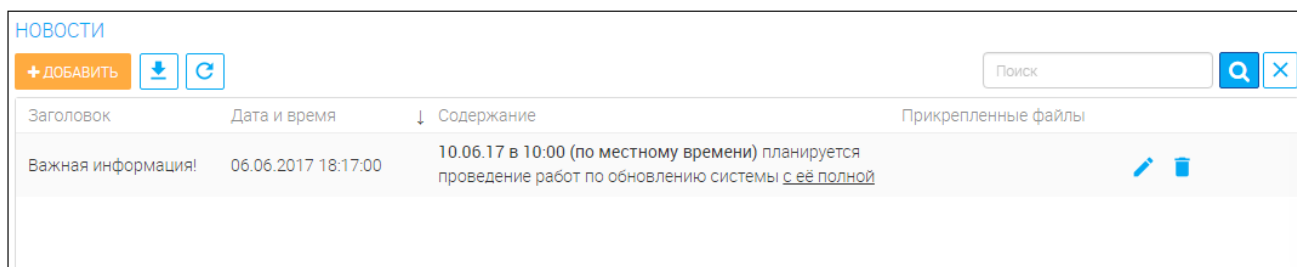 НОВОСТИ
+ ДОБАВИТЬ Поиск
Заголовок Дата и время ↓ Содержание Прикрепленные файлы
Важная информация! 06.06.2017 18:17:00 10.06.17 в 10:00 (по местному времени) планируется
проведение работ по обновлению системы с её полной